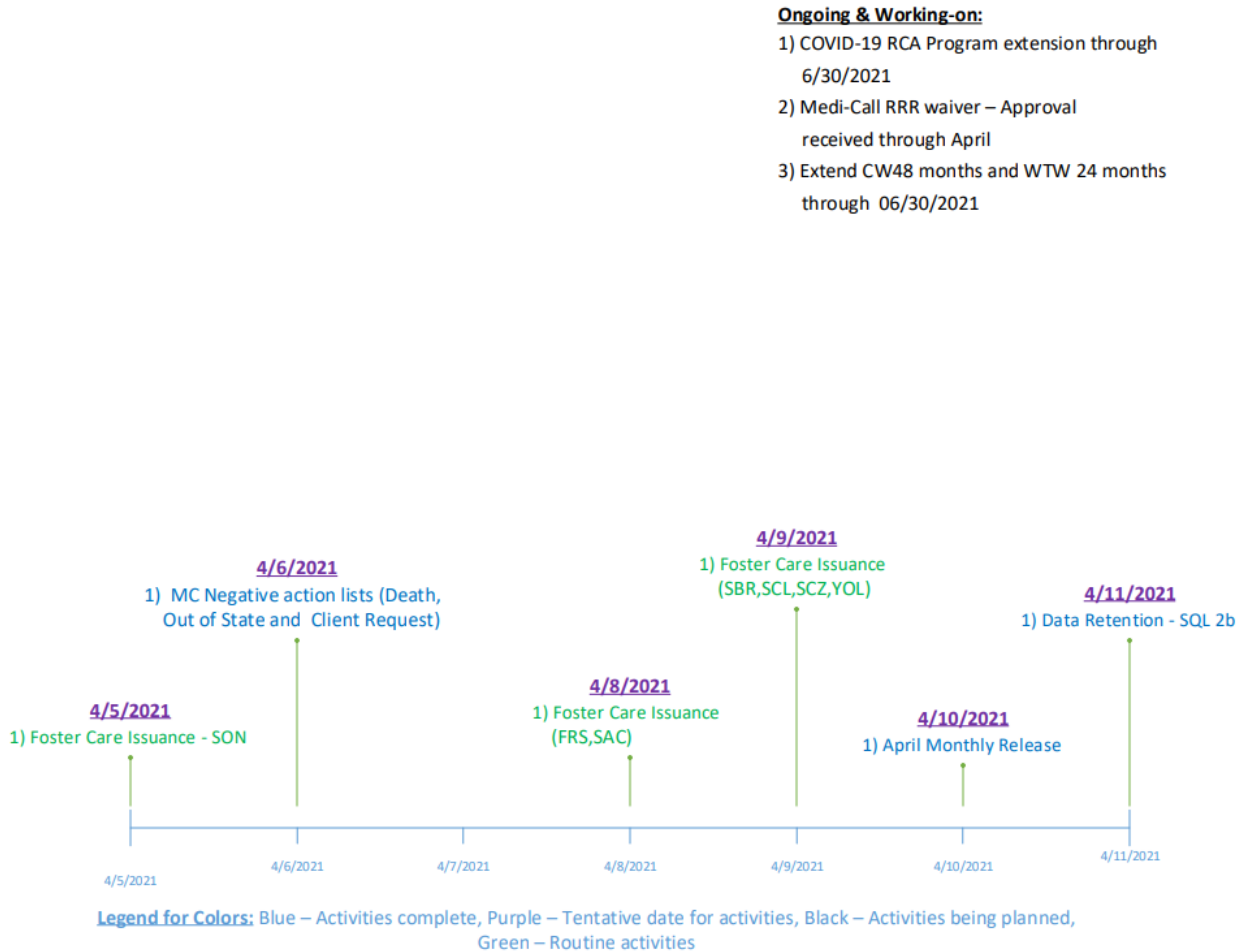 Ongoing & Working-on:
1) COVID-19 RCA Program extension through
6/30/2021
2) Medi-Call RRR waiver – Approval
received through April
3) Extend CW48 months and WTW 24 months
through 06/30/2021
4/5/2021
1) Foster Care Issuance - SON
4/6/2021
1) MC Negative action lists (Death,
Out of State and Client Request)
4/8/2021
1) Foster Care Issuance
(FRS,SAC)
4/9/2021
1) Foster Care Issuance
(SBR,SCL,SCZ,YOL)
4/10/2021
1) April Monthly Release
4/11/2021
1) Data Retention - SQL 2b
4/5/2021
4/6/2021
4/7/2021
4/8/2021
4/9/2021
4/10/2021
4/11/2021
Legend for Colors: Blue – Activities complete, Purple – Tentative date for activities, Black – Activities being planned,
Green – Routine activities